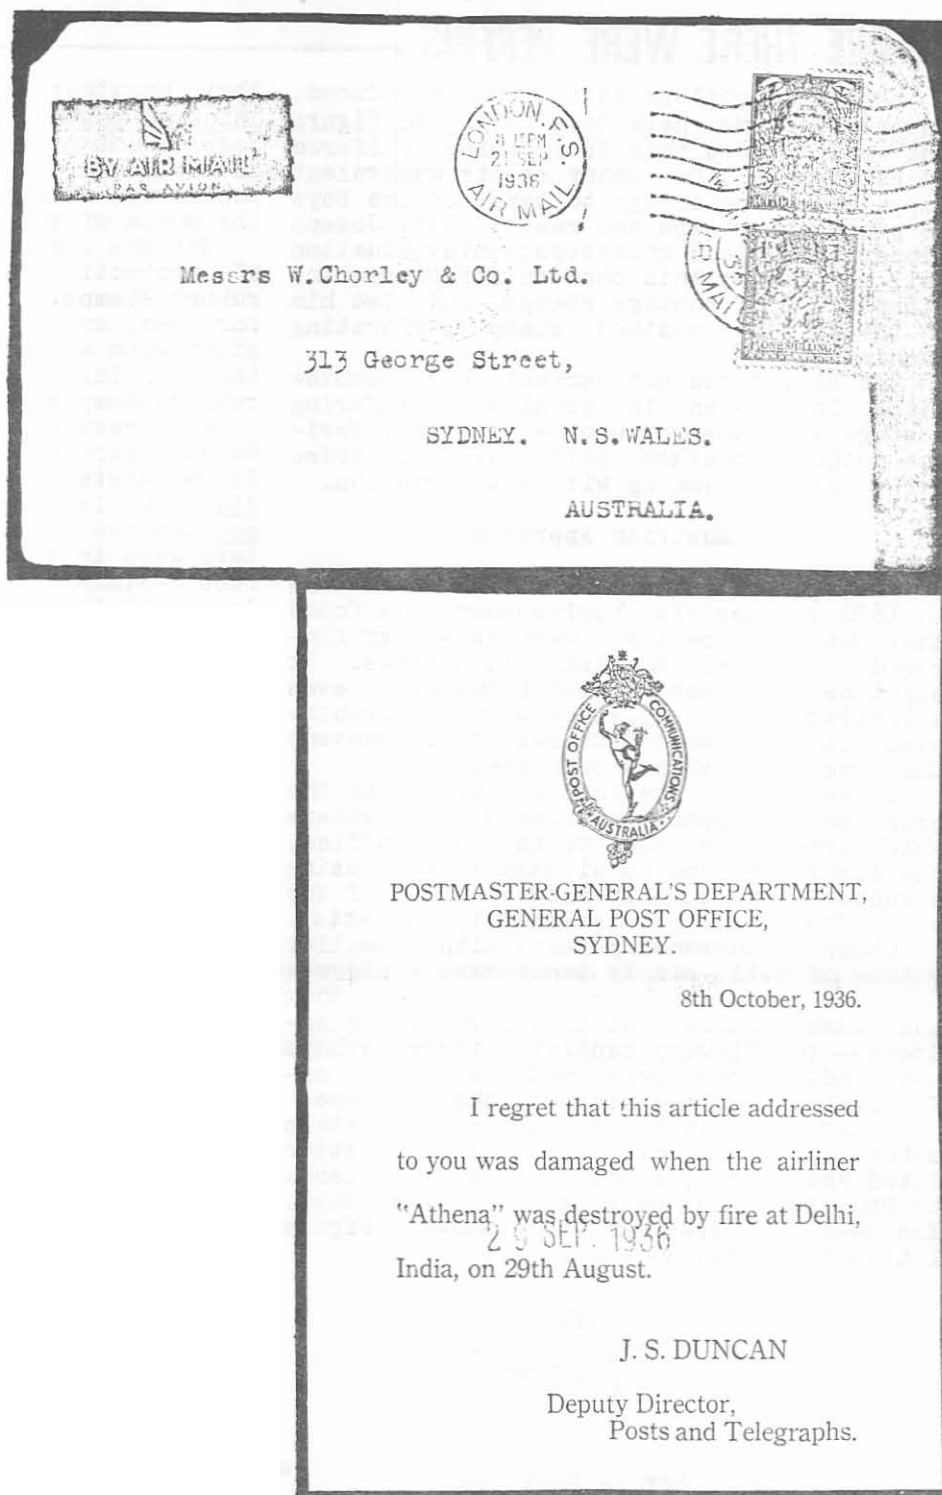 BY AIR MAIL
PAR AVION
LONDON. F.S.
21 SEP
1936
AIR MAIL
Messrs W.Chorley & Co. Ltd.
313 George Street,
SYDNEY. N.S.WALES.
AUSTRALIA.
POST OFFICE COMMUNICATIONS
AUSTRALIA
POSTMASTER-GENERAL'S DEPARTMENT,
GENERAL POST OFFICE,
SYDNEY.
8th October, 1936.
I regret that this article addressed
to you was damaged when the airliner
"Athena" was destroyed by fire at Delhi,
29 SEP. 1936
India, on 29th August.
J. S. DUNCAN
Deputy Director,
Posts and Telegraphs.